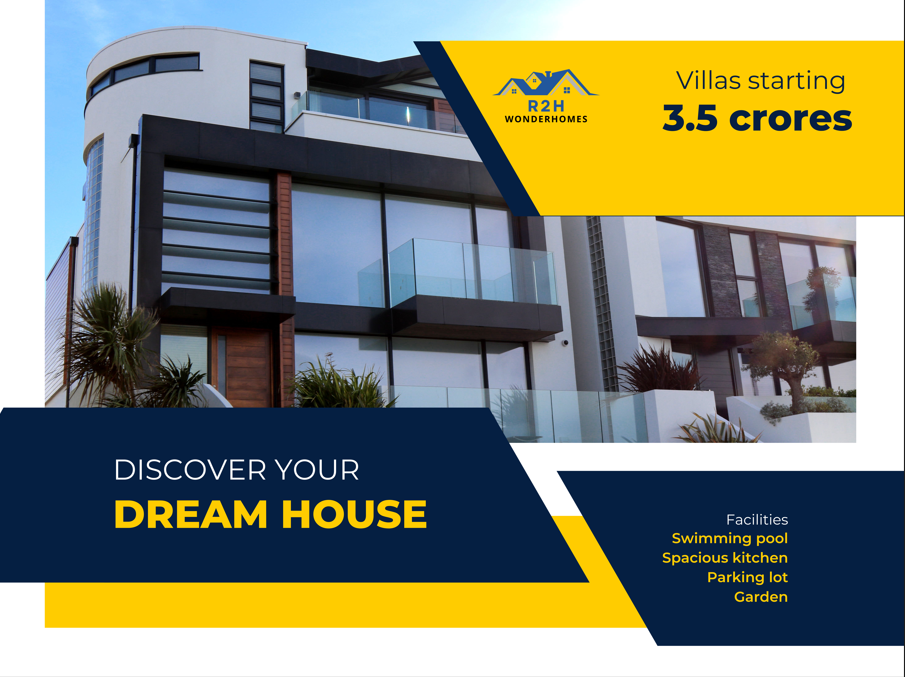 R2H
WONDERHOMES
Villas starting
3.5 crores
DISCOVER YOUR
DREAM HOUSE
Facilities
Swimming pool
Spacious kitchen
Parking lot
Garden